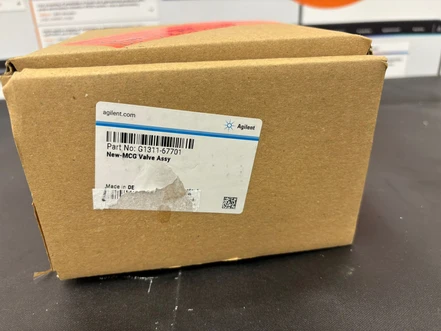 agilent.com
Agilent
Part No: G1311-67701
New-MCG Valve Assy
Made in DE